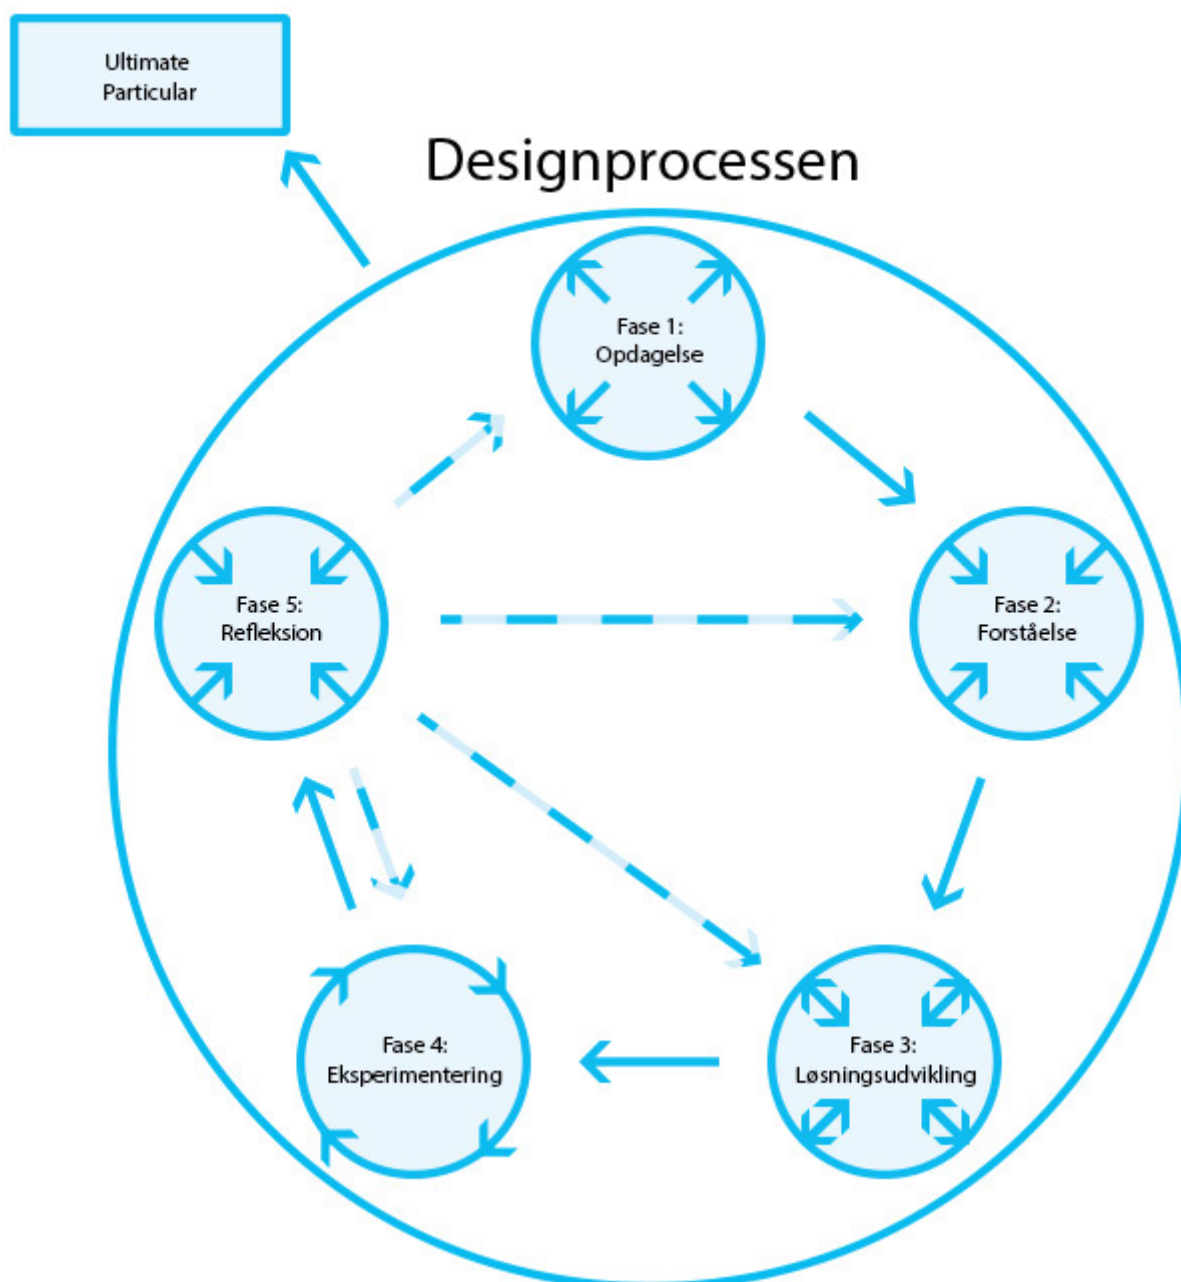 Ultimate
Particular
Designprocessen
Fase 1:
Opdagelse
Fase 5:
Refleksion
Fase 2:
Forståelse
Fase 4:
Eksperimentering
Fase 3:
Løsningsudvikling